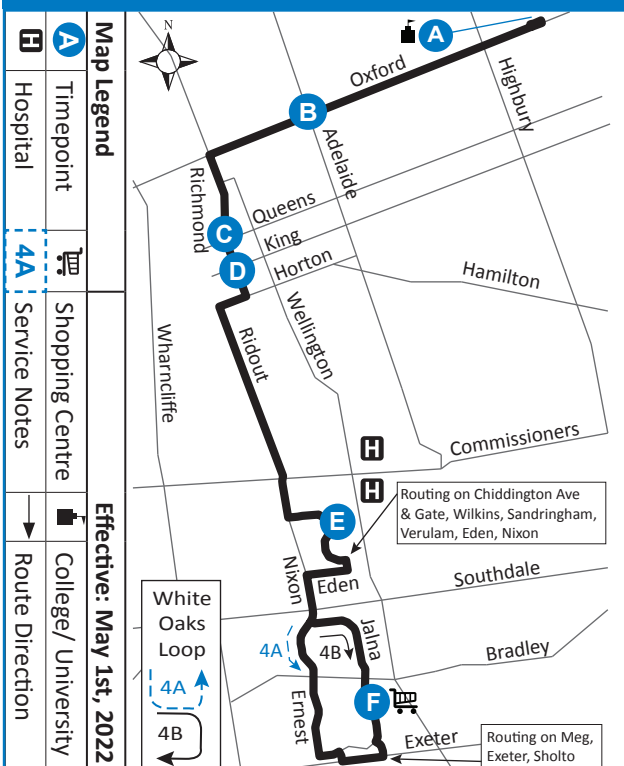 Map Legend
Effective: May 1st, 2022
A
Timepoint
Shopping Centre
College/ University
H
Hospital
4A
Service Notes
Route Direction
N
A
Oxford
Highbury
B
Adelaide
Richmond
Queens
C
King
D
Horton
Hamilton
Wellington
Ridout
Wharncliffe
Commissioners
H
H
Routing on Chiddington Ave
& Gate, Wilkins, Sandringham,
Verulam, Eden, Nixon
E
Nixon
Eden
Southdale
White
Oaks
Loop
4A
4B
4A
4B
Jalna
Bradley
Ernest
F
Exeter
Routing on Meg,
Exeter, Sholto